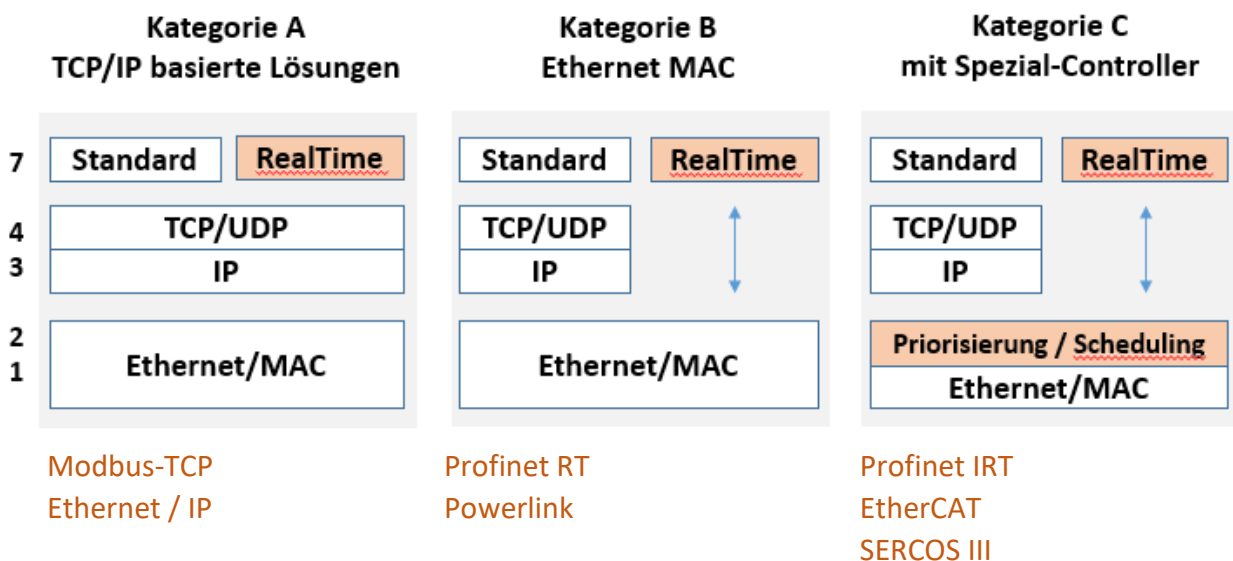 Kategorie A
TCP/IP basierte Lösungen
Kategorie B
Ethernet MAC
Kategorie C
mit Spezial-Controller
7
Standard
RealTime
Standard
RealTime
Standard
RealTime
4
TCP/UDP
TCP/UDP
TCP/UDP
3
IP
IP
IP
2
1
Ethernet/MAC
Ethernet/MAC
Priorisierung / Scheduling
Ethernet/MAC
Modbus-TCP
Ethernet / IP
Profinet RT
Powerlink
Profinet IRT
EtherCAT
SERCOS III